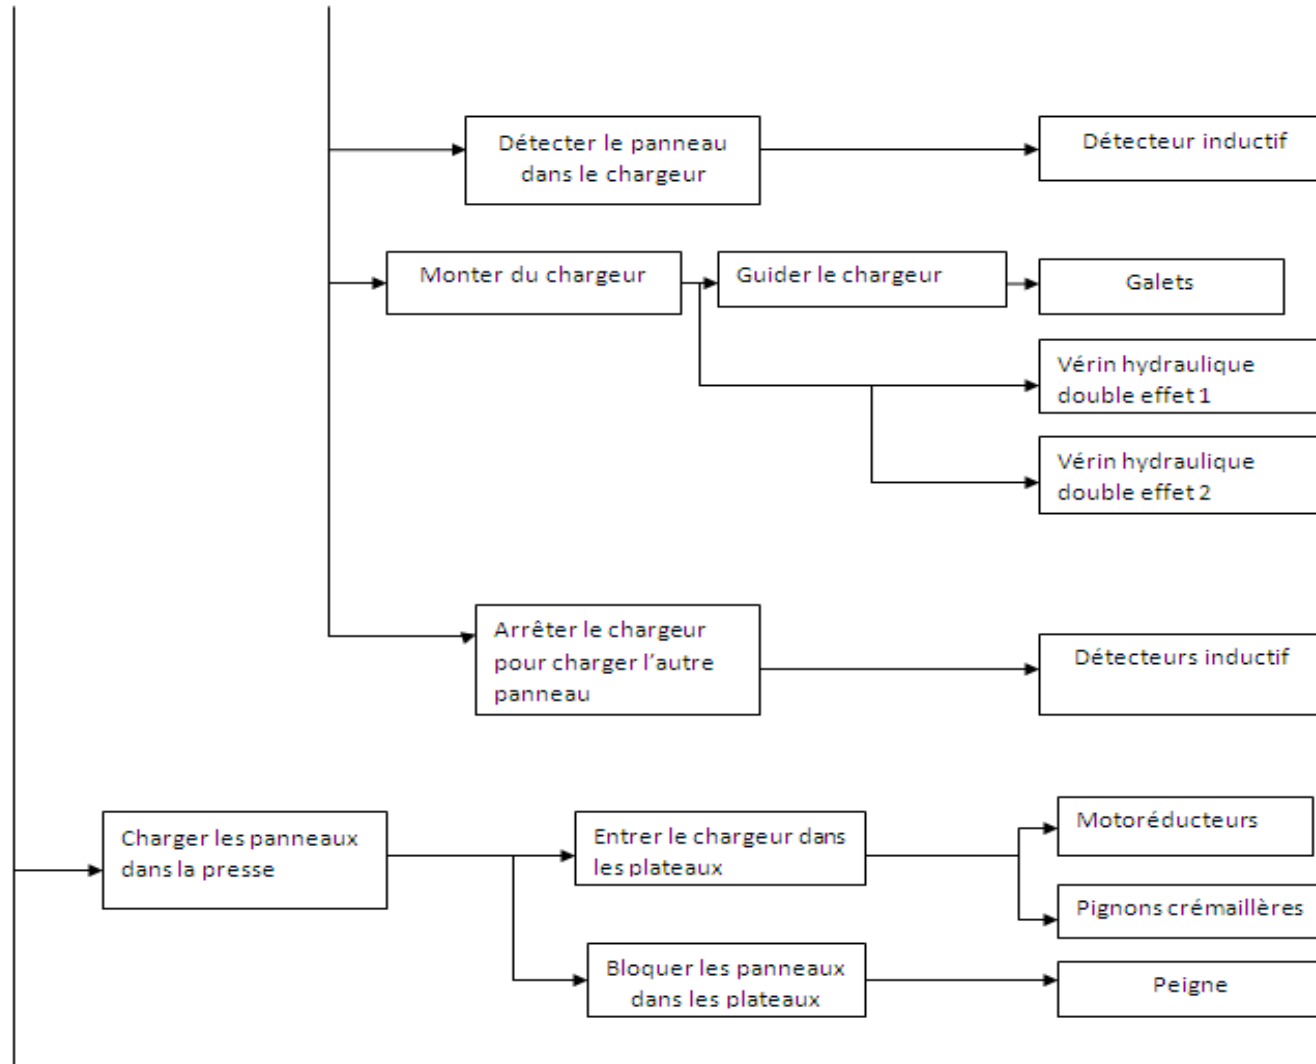 Détecter le panneau
dans le chargeur
Détecteur inductif
Monter du chargeur
Guider le chargeur
Galets
Vérin hydraulique
double effet 1
Vérin hydraulique
double effet 2
Arrêter le chargeur
pour charger l’autre
panneau
Détecteurs inductif
Charger les panneaux
dans la presse
Entrer le chargeur dans
les plateaux
Motoréducteurs
Pignons crémaillères
Bloquer les panneaux
dans les plateaux
Peigne